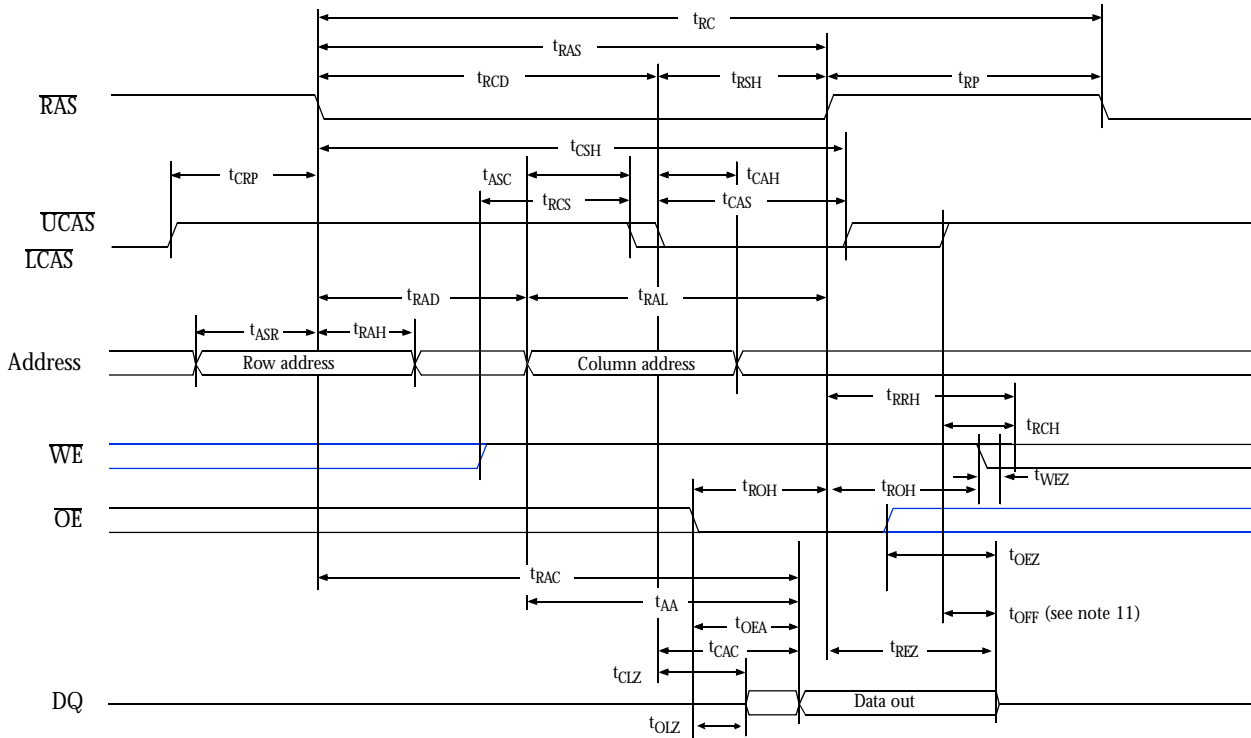 tRC
tRAS
tRCD tRSH tRP
RAS
tCSH
tCRP tASC tCAH
tRCS tCAS
UCAS
LCAS
tRAD tRAL
tASR tRAH
Address Row address Column address
tRRH
tRCH
WE
tWEZ
tROH tROH
OE
tOEZ
tRAC
tAA
tOFF (see note 11)
tOEA
tCAC tREZ
tCLZ
DQ Data out
tOLZ